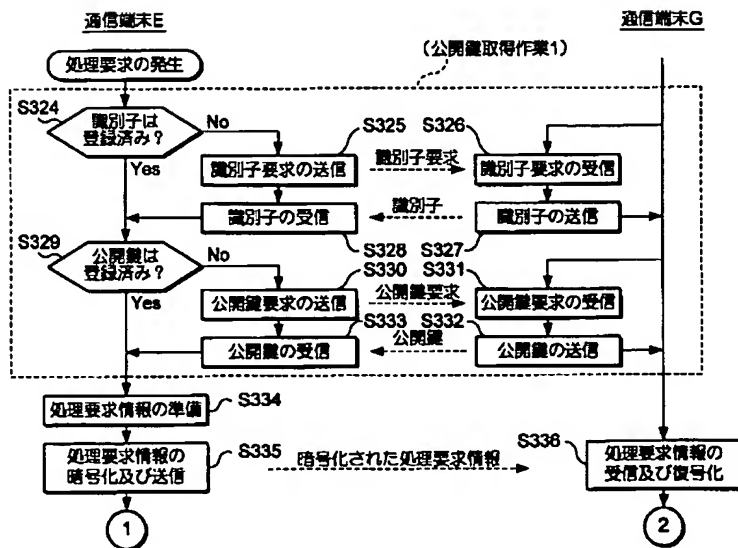 通信端末E
通信端末G
(公開鍵取得作業1)
処理要求の発生
S324
識別子は
登録済み？
No
Yes
S325
S326
識別子要求の送信
識別子要求
識別子要求の受信
識別子の受信
識別子
識別子の送信
S328
S327
S329
公開鍵は
登録済み？
No
Yes
S330
S331
公開鍵要求の送信
公開鍵要求
公開鍵要求の受信
S333
S332
公開鍵の受信
公開鍵
公開鍵の送信
処理要求情報の準備
S334
処理要求情報の
暗号化及び送信
S335
暗号化された処理要求情報
S336
処理要求情報の
受信及び復号化
1
2